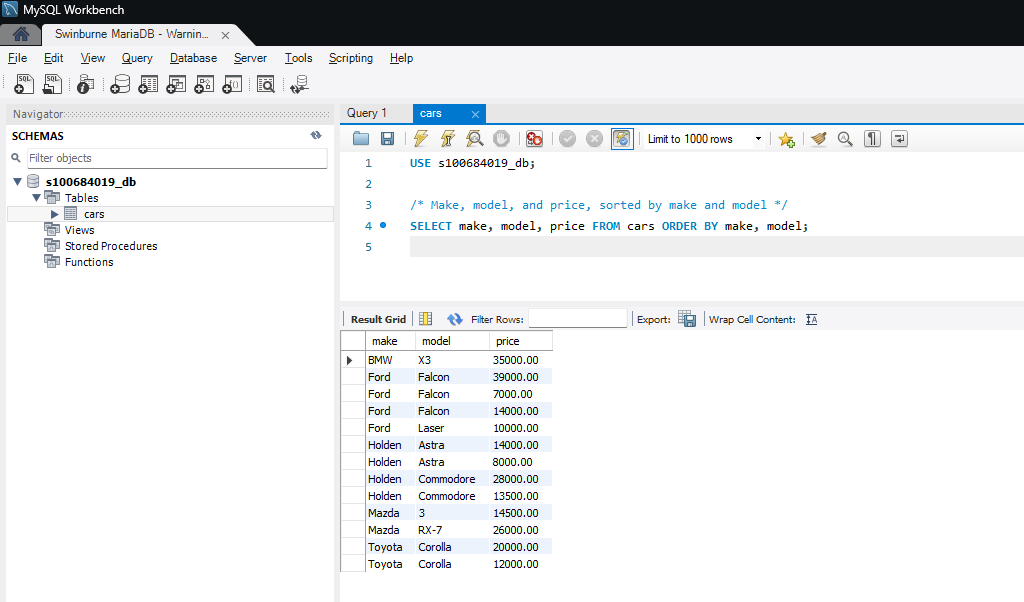 MySQL Workbench
Swinburne MariaDB - Warnin...
File Edit View Query Database Server Tools Scripting Help
Navigator
SCHEMAS
Filter objects
s100684019_db
Tables
cars
Views
Stored Procedures
Functions
Query 1 cars
Limit to 1000 rows
1 USE s100684019_db;
2
3 /* Make, model, and price, sorted by make and model */
4 SELECT make, model, price FROM cars ORDER BY make, model;
5
Result Grid Filter Rows: Export: Wrap Cell Content:
make model price
BMW X3 35000.00
Ford Falcon 39000.00
Ford Falcon 7000.00
Ford Falcon 14000.00
Ford Laser 10000.00
Holden Astra 14000.00
Holden Astra 8000.00
Holden Commodore 28000.00
Holden Commodore 13500.00
Mazda 3 14500.00
Mazda RX-7 26000.00
Toyota Corolla 20000.00
Toyota Corolla 12000.00